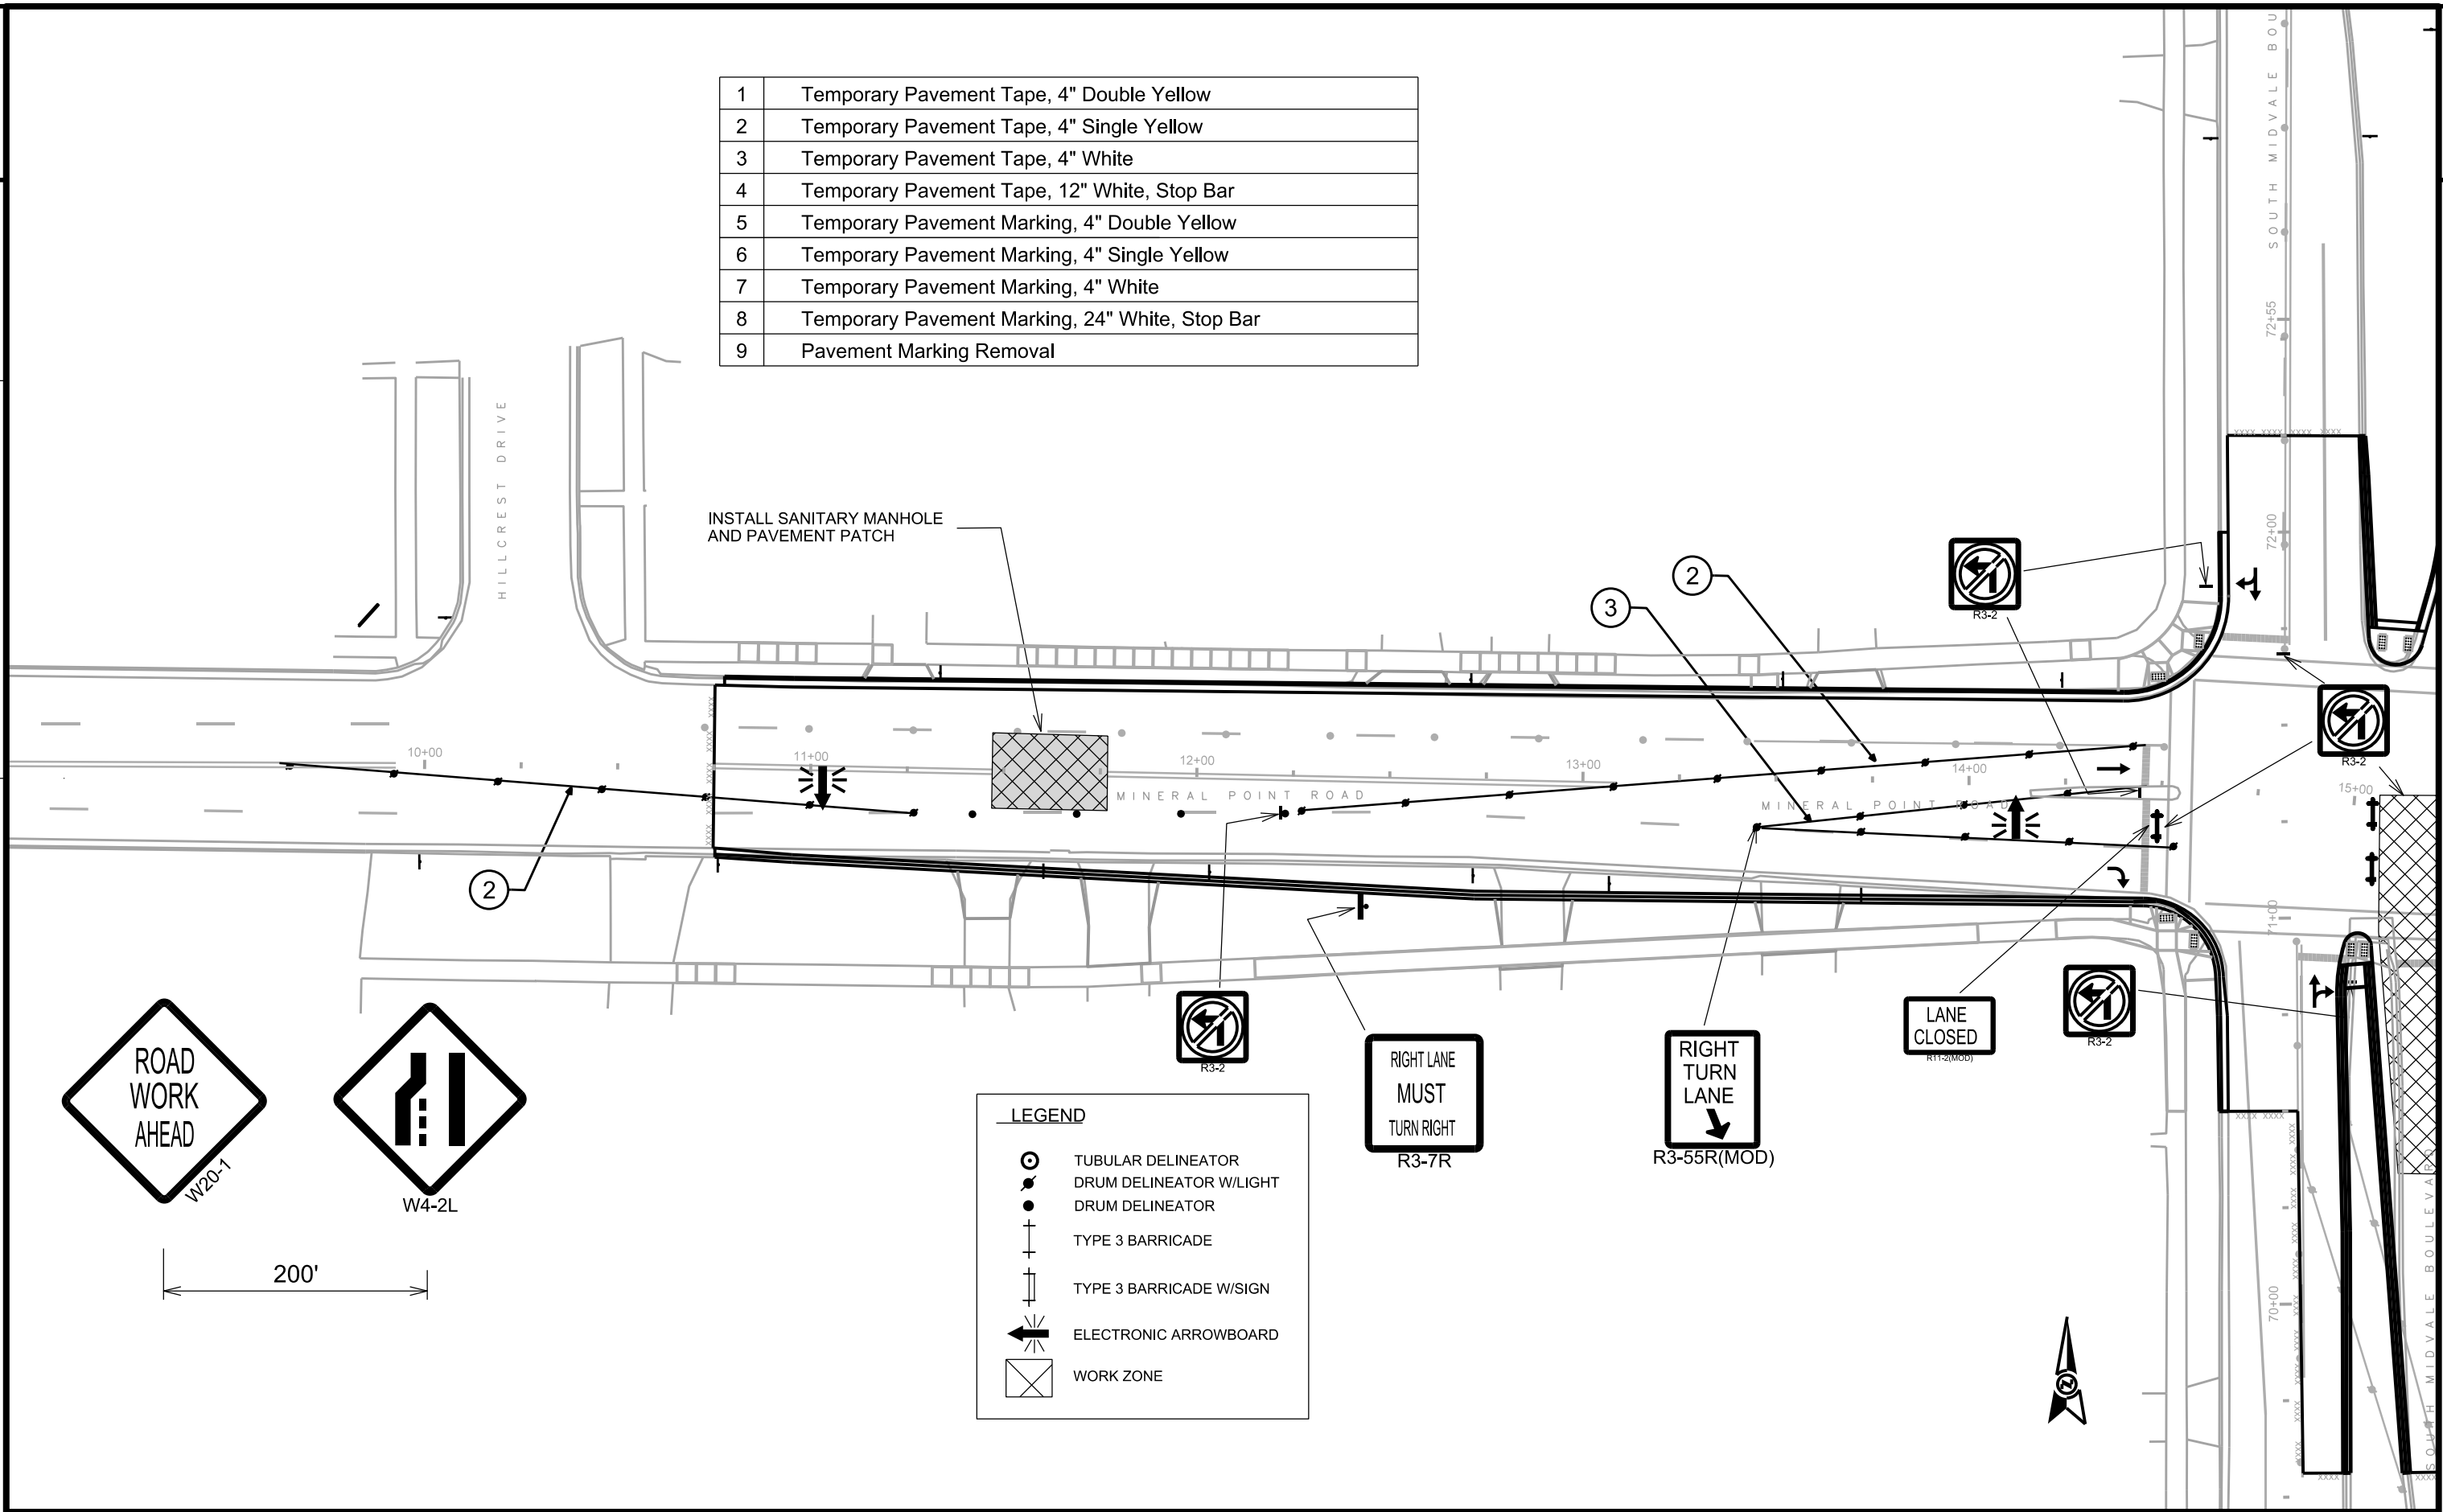 1 Temporary Pavement Tape, 4" Double Yellow
2 Temporary Pavement Tape, 4" Single Yellow
3 Temporary Pavement Tape, 4" White
4 Temporary Pavement Tape, 12" White, Stop Bar
5 Temporary Pavement Marking, 4" Double Yellow
6 Temporary Pavement Marking, 4" Single Yellow
7 Temporary Pavement Marking, 4" White
8 Temporary Pavement Marking, 24" White, Stop Bar
9 Pavement Marking Removal
SOUTH MIDVALE BOU
72+55
72+00
HILLCREST DRIVE
INSTALL SANITARY MANHOLE
AND PAVEMENT PATCH
2
3
R3-2
XXXX XXXX XXXX XXXX
R3-2
10+00
11+00
12+00
13+00
14+00
15+00
MINERAL POINT ROAD
MINERAL POINT ROAD
2
71+00
R3-2
RIGHT LANE
MUST
TURN RIGHT
R3-7R
RIGHT
TURN
LANE
R3-55R(MOD)
LANE
CLOSED
R11-2(MOD)
R3-2
ROAD
WORK
AHEAD
W20-1
W4-2L
200'
LEGEND
TUBULAR DELINEATOR
DRUM DELINEATOR W/LIGHT
DRUM DELINEATOR
TYPE 3 BARRICADE
TYPE 3 BARRICADE W/SIGN
ELECTRONIC ARROWBOARD
WORK ZONE
70+00
SOUTH MIDVALE BOULEVARD
XXXX XXXX
N